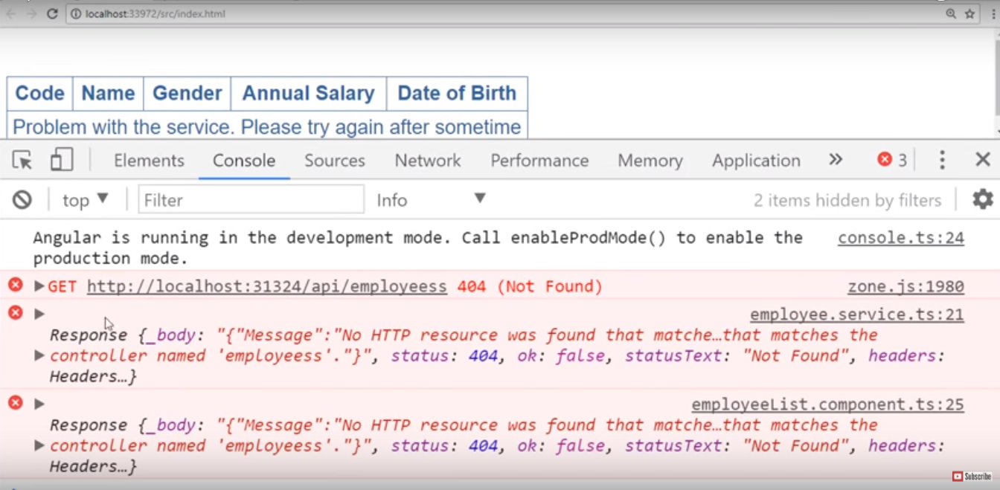 localhost:33972/src/index.html
Code Name Gender Annual Salary Date of Birth
Problem with the service. Please try again after sometime
Elements Console Sources Network Performance Memory Application » 3
top Filter Info 2 items hidden by filters
Angular is running in the development mode. Call enableProdMode() to enable the console.ts:24
production mode.
GET http://localhost:31324/api/employeess 404 (Not Found) zone.js:1980
employee.service.ts:21
Response {_body: "{"Message":"No HTTP resource was found that matche…that matches the
controller named 'employeess'."}", status: 404, ok: false, statusText: "Not Found", headers:
Headers…}
employeeList.component.ts:25
Response {_body: "{"Message":"No HTTP resource was found that matche…that matches the
controller named 'employeess'."}", status: 404, ok: false, statusText: "Not Found", headers:
Headers…}
Subscribe